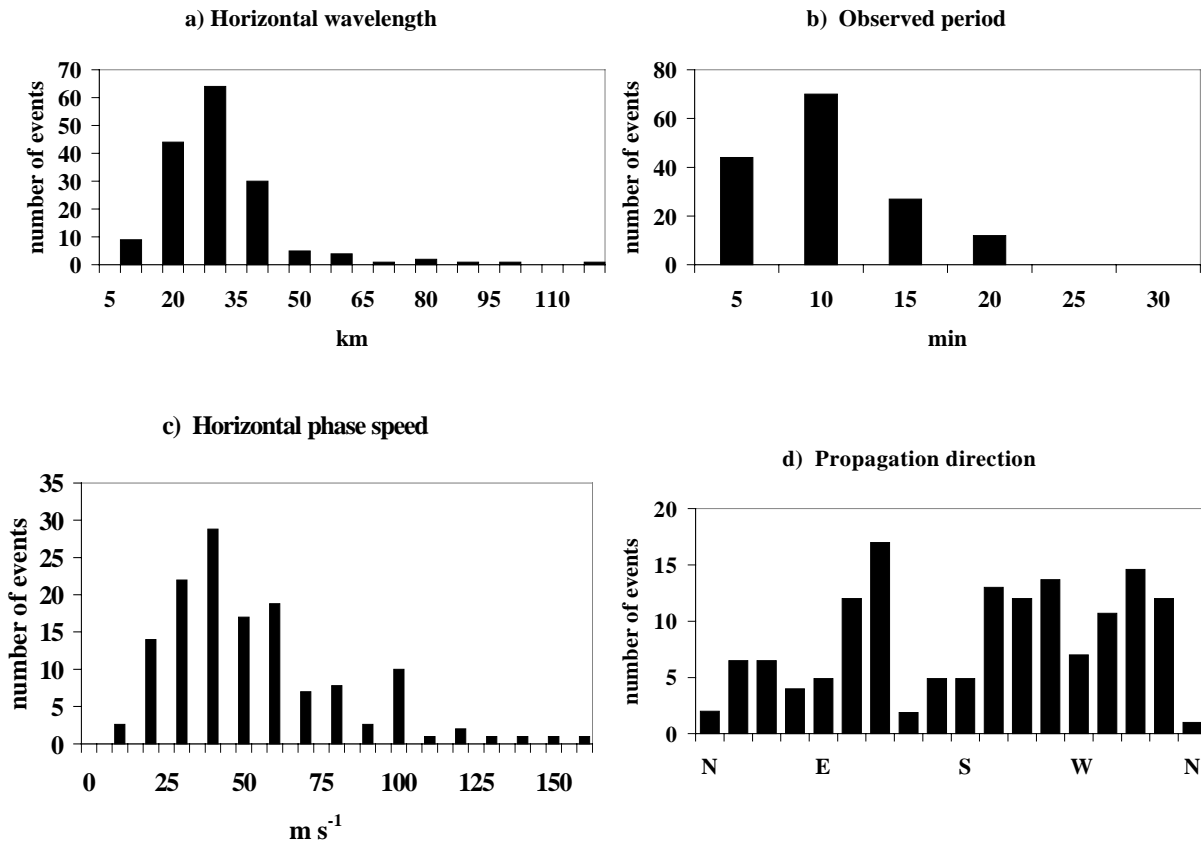 a) Horizontal wavelength
70
60
50
40
30
20
10
0
number of events
5 20 35 50 65 80 95 110
km
b) Observed period
80
60
40
20
0
number of events
5 10 15 20 25 30
min
c) Horizontal phase speed
35
30
25
20
15
10
5
0
number of events
0 25 50 75 100 125 150
m s-1
d) Propagation direction
20
15
10
5
0
number of events
N E S W N